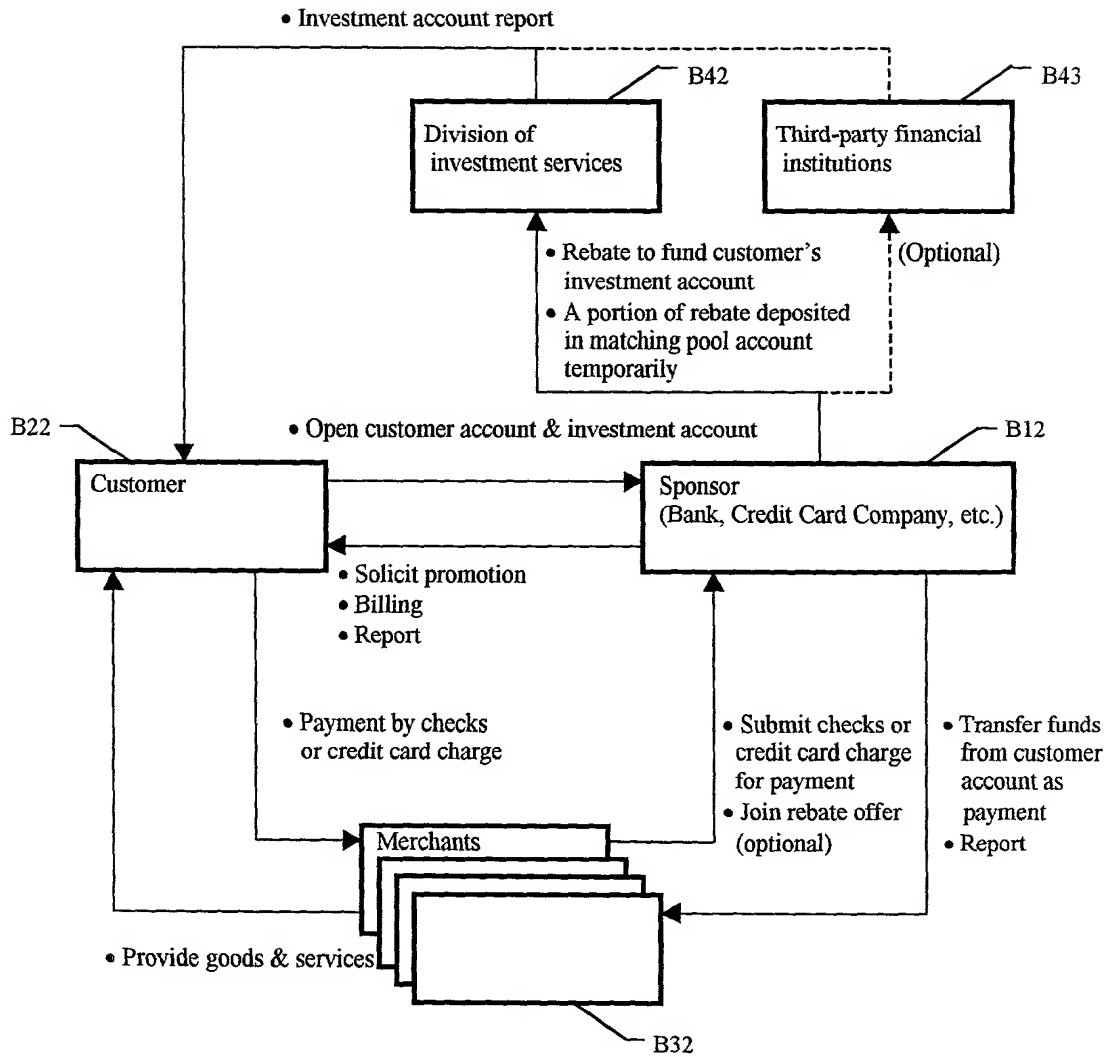 • Investment account report
B42
B43
Division of
investment services
Third-party financial
institutions
• Rebate to fund customer's
investment account
• A portion of rebate deposited
in matching pool account
temporarily
(Optional)
B22
• Open customer account & investment account
B12
Customer
Sponsor
(Bank, Credit Card Company, etc.)
• Solicit promotion
• Billing
• Report
• Payment by checks
or credit card charge
• Submit checks or
credit card charge
for payment
• Join rebate offer
(optional)
• Transfer funds
from customer
account as
payment
• Report
Merchants
• Provide goods & services
B32